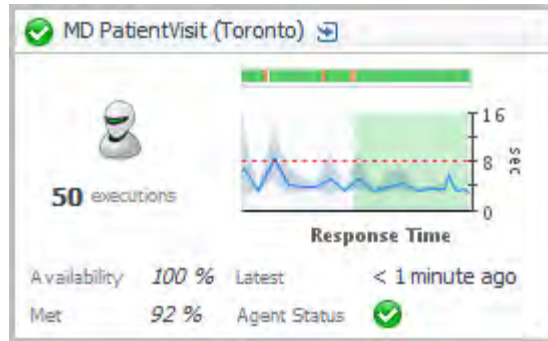 MD PatientVisit (Toronto)
16
8
0
sec
50 executions
Response Time
Availability 100 % Latest < 1 minute ago
Met 92 % Agent Status